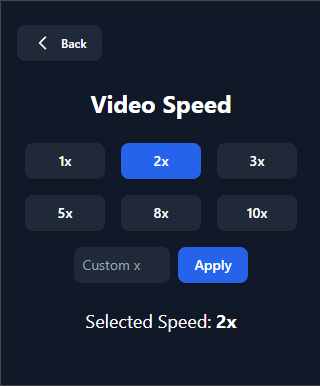 Back
Video Speed
1x 2x 3x
5x 8x 10x
Custom x Apply
Selected Speed: 2x